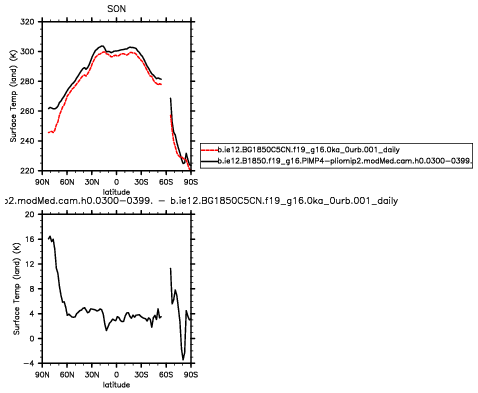 SON
320
300
280
260
240
220
Surface Temp (land) (K)
90N 60N 30N 0 30S 60S 90S
latitude
b.ie12.BG1850C5CN.f19_g16.0ka_0urb.001_daily
b.ie12.B1850.f19_g16.PIMP4-pliomip2.modMed.cam.h0.0300-0399.
p2.modMed.cam.h0.0300-0399. - b.ie12.BG1850C5CN.f19_g16.0ka_0urb.001_daily
20
16
12
8
4
0
-4
Surface Temp (land) (K)
90N 60N 30N 0 30S 60S 90S
latitude